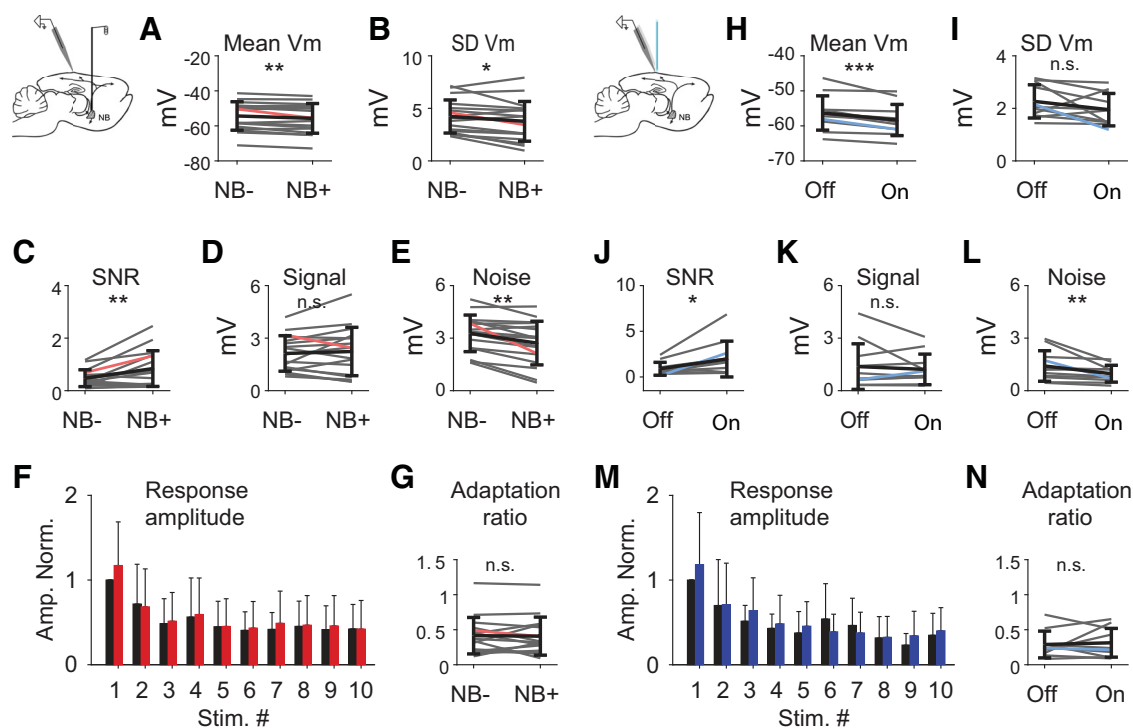 A
Mean Vm
**
mV
-20
-40
-60
-80
NB- NB+
NB
B
SD Vm
*
mV
10
5
0
NB- NB+
H
Mean Vm
***
mV
-40
-50
-60
-70
Off On
NB
I
SD Vm
n.s.
mV
4
2
0
Off On
C
SNR
**
4
2
0
NB- NB+
D
Signal
n.s.
mV
6
3
0
NB- NB+
E
Noise
**
mV
6
3
0
NB- NB+
J
SNR
*
10
5
0
Off On
K
Signal
n.s.
mV
6
3
0
Off On
L
Noise
**
mV
6
3
0
Off On
F
Response
amplitude
Amp. Norm.
2
1
0
1 2 3 4 5 6 7 8 9 10
Stim. #
G
Adaptation
ratio
n.s.
1.5
1
0.5
0
NB- NB+
M
Response
amplitude
Amp. Norm.
2
1
0
1 2 3 4 5 6 7 8 9 10
Stim. #
N
Adaptation
ratio
n.s.
1.5
1
0.5
0
Off On